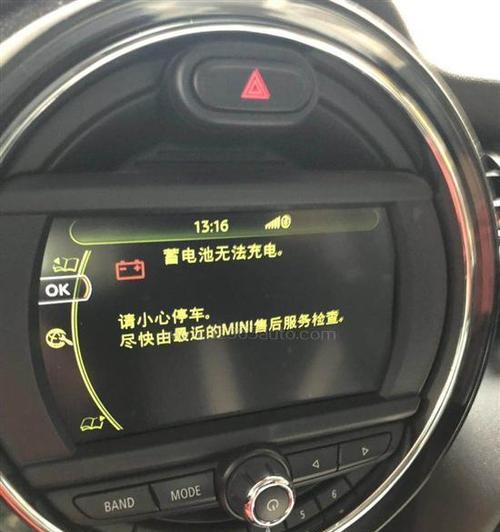 13:16
蓄电池无法充电。
OK
请小心停车。
尽快由最近的MINI售后服务检查。
BAND
MODE
5
6